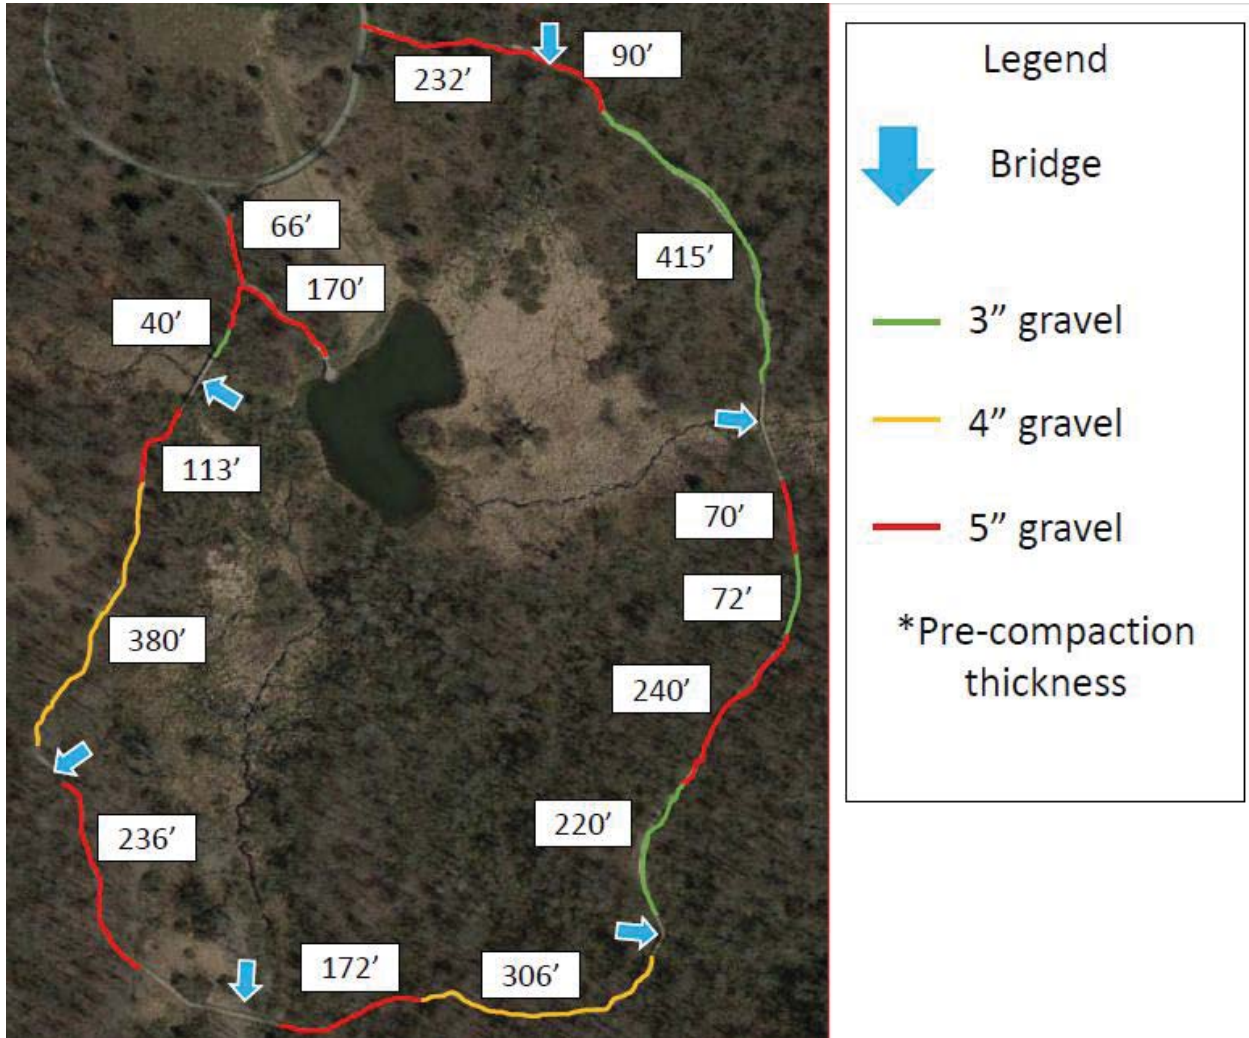 232’
90’
66’
415’
170’
40’
113’
70’
72’
380’
240’
220’
236’
172’
306’
Legend
Bridge
3” gravel
4” gravel
5” gravel
*Pre-compaction
thickness